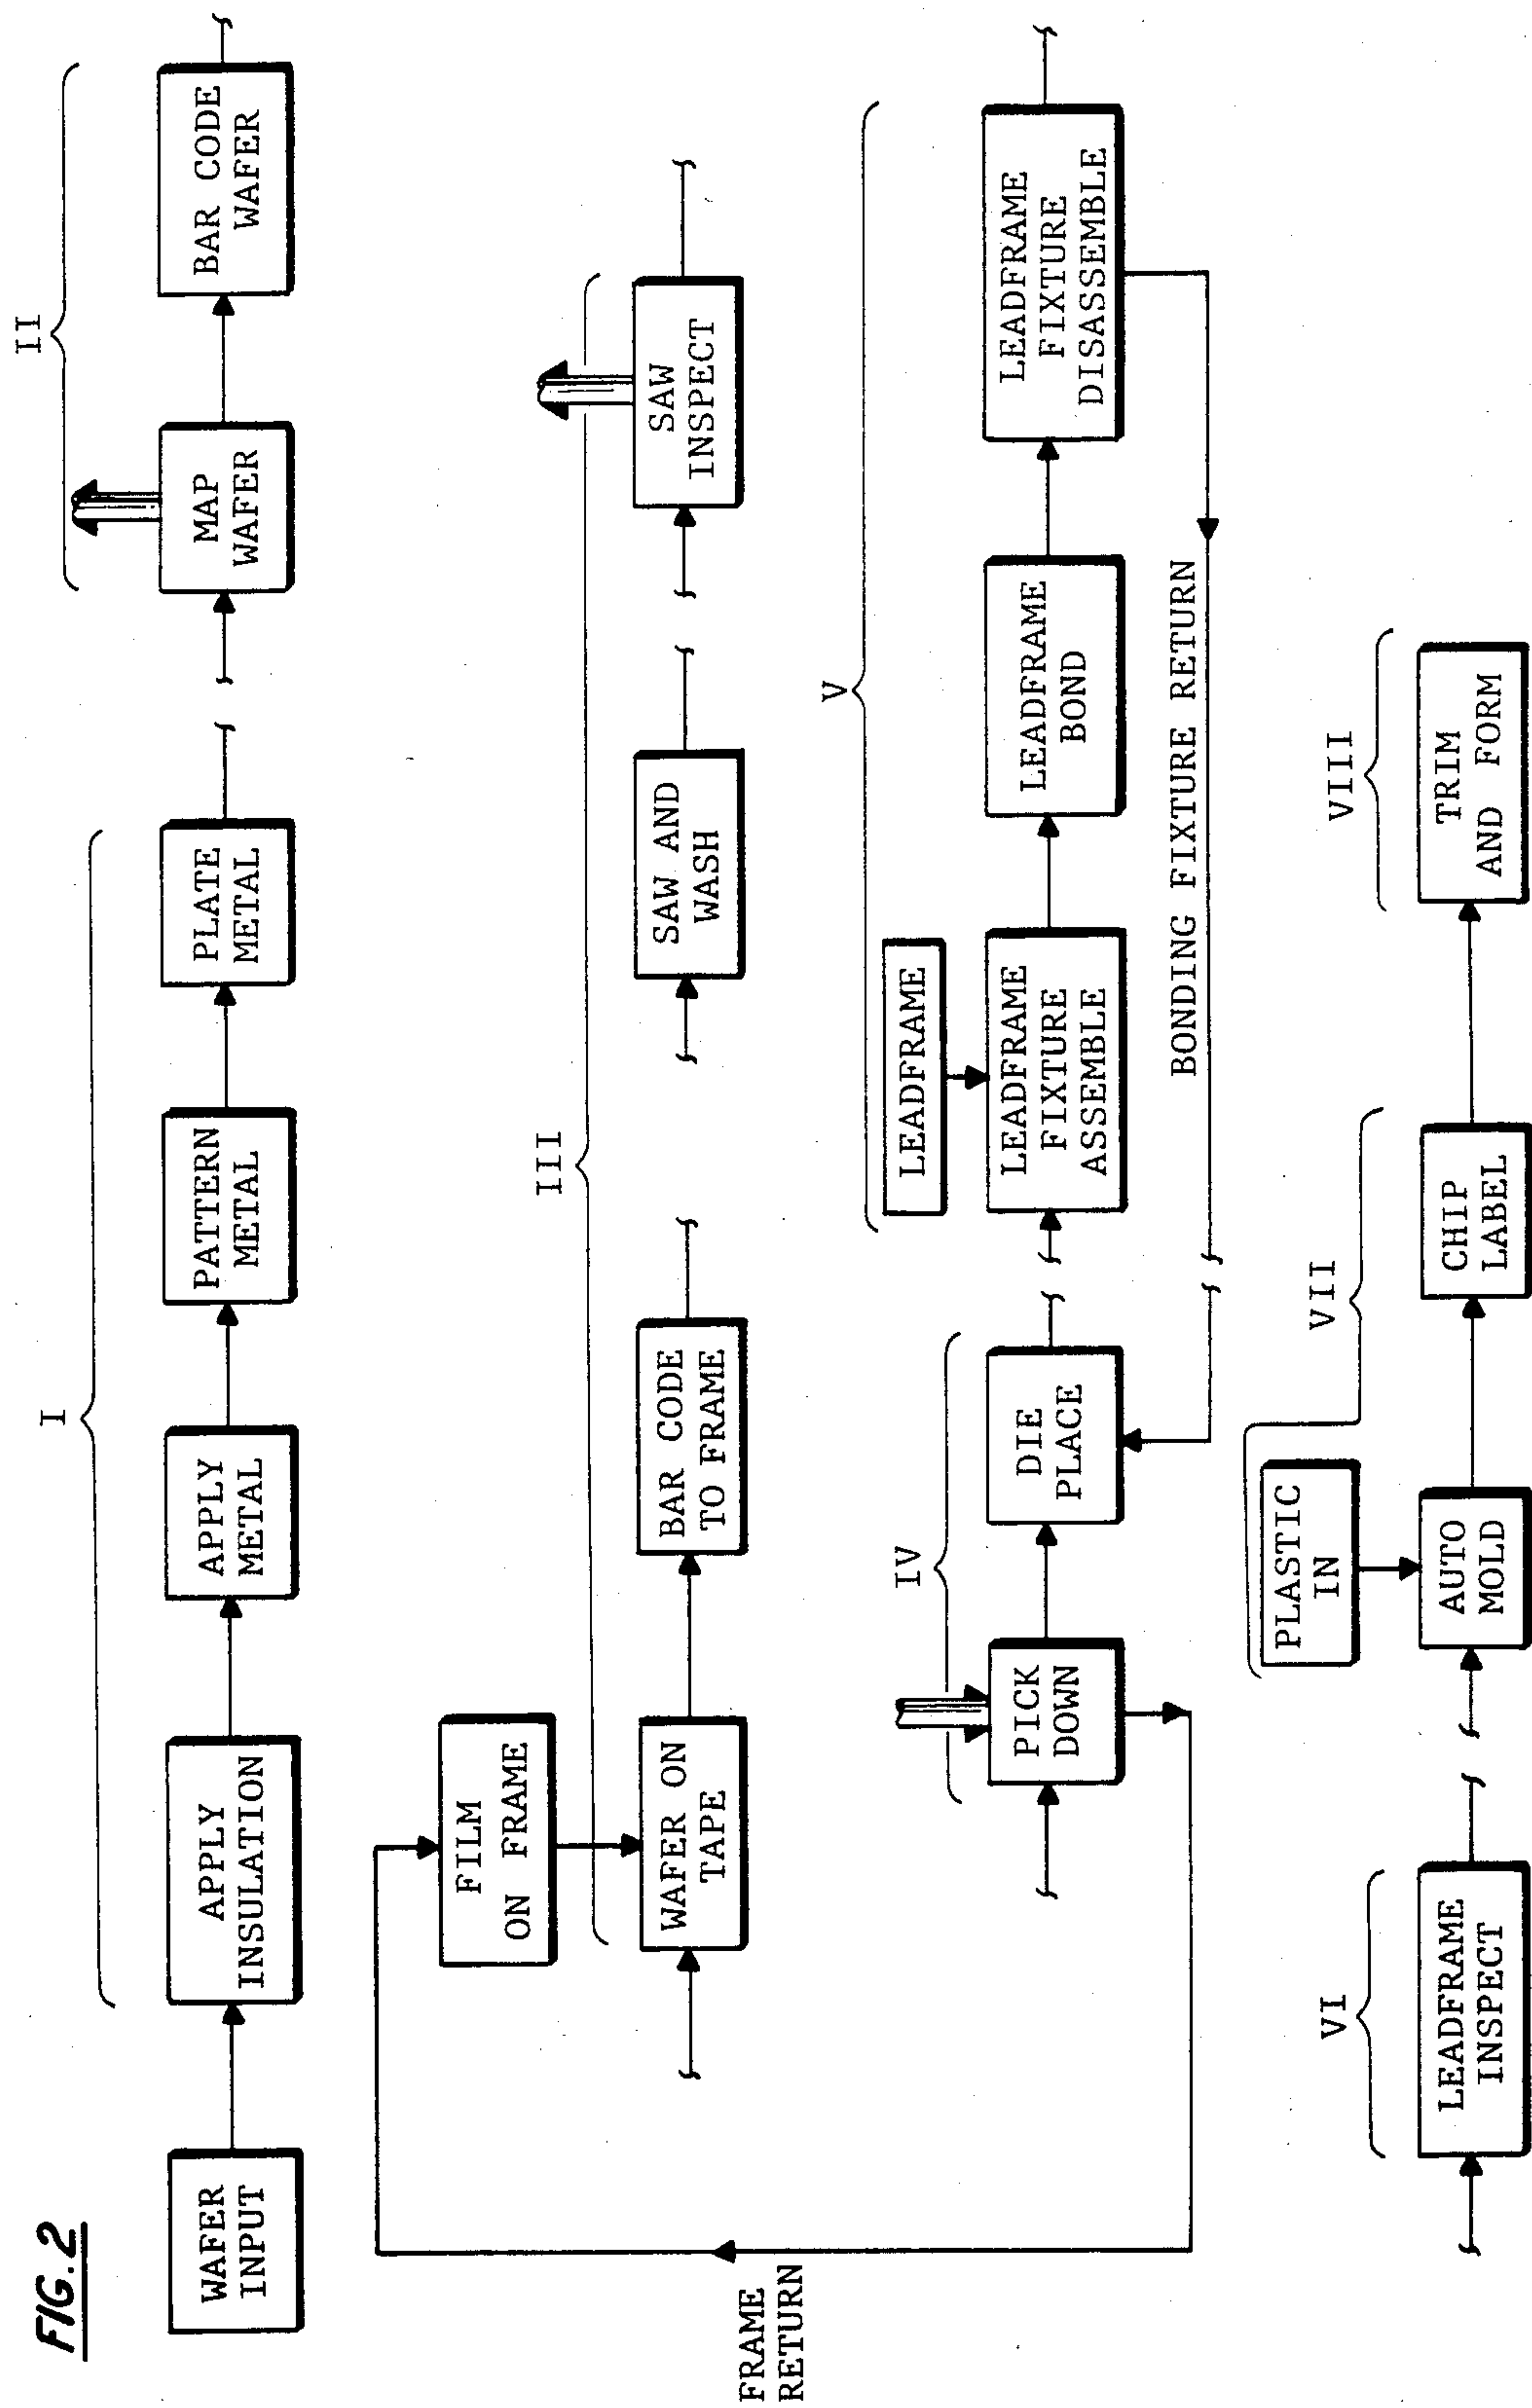 FIG. 2
I
II
WAFER
INPUT
APPLY
INSULATION
APPLY
METAL
PATTERN
METAL
PLATE
METAL
MAP
WAFER
BAR CODE
WAFER
FRAME
RETURN
FILM
ON FRAME
III
WAFER ON
TAPE
BAR CODE
TO FRAME
SAW AND
WASH
SAW
INSPECT
IV
V
PICK
DOWN
DIE
PLACE
LEADFRAME
LEADFRAME
FIXTURE
ASSEMBLE
LEADFRAME
BOND
LEADFRAME
FIXTURE
DISASSEMBLE
BONDING FIXTURE RETURN
VI
VII
VIII
LEADFRAME
INSPECT
PLASTIC
IN
AUTO
MOLD
CHIP
LABEL
TRIM
AND FORM